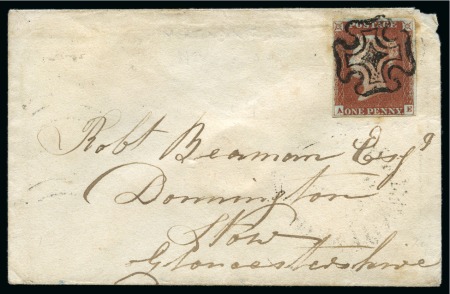 POSTAGE
A E
ONE PENNY
Robt Beaman Esqr
Donnington
Stow
Gloucestershire